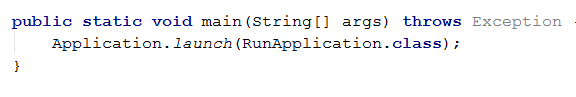 public static void main(String[] args) throws Exception {
    Application.launch(RunApplication.class);
}